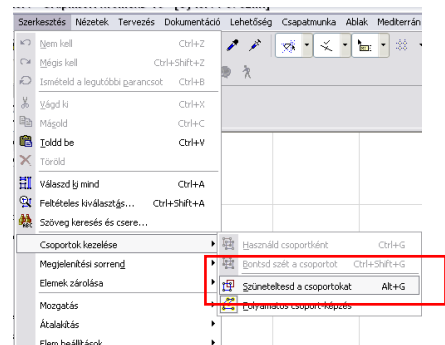 Szerkesztés Nézetek Tervezés Dokumentáció Lehetőség Csapatmunka Ablak Mediterrán
Nem kell Ctrl+Z
Mégis kell Ctrl+Shift+Z
Ismételd a legutóbbi parancsot Ctrl+B
Vágd ki Ctrl+X
Másold Ctrl+C
Toldd be Ctrl+V
Töröld
Válaszd ki mind Ctrl+A
Feltételes kiválasztás... Ctrl+Shift+A
Szöveg keresés és csere...
Csoportok kezelése
Használd csoportként Ctrl+G
Megjelenítési sorrend
Bontsd szét a csoportot Ctrl+Shift+G
Elemek zárolása
Szüneteltesd a csoportokat Alt+G
Mozgatás
Folyamatos csoport-képzés
Átalakítás
Elem beállítások